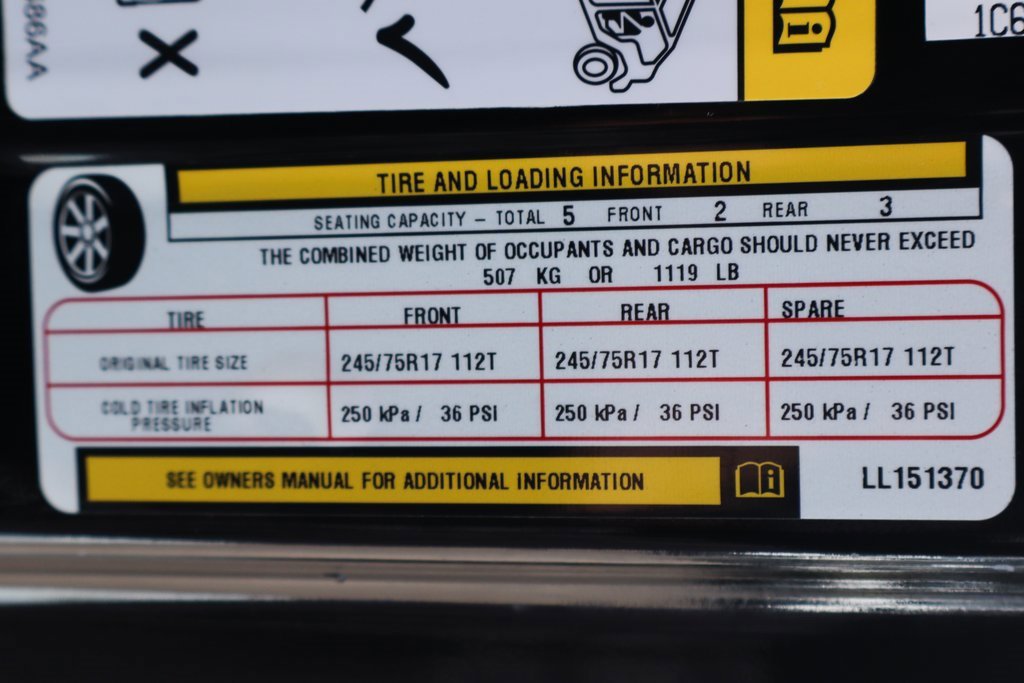 86AA
1C6
TIRE AND LOADING INFORMATION
SEATING CAPACITY – TOTAL 5 FRONT 2 REAR 3
THE COMBINED WEIGHT OF OCCUPANTS AND CARGO SHOULD NEVER EXCEED
507 KG OR 1119 LB
TIRE FRONT REAR SPARE
ORIGINAL TIRE SIZE 245/75R17 112T 245/75R17 112T 245/75R17 112T
COLD TIRE INFLATION
PRESSURE 250 kPa / 36 PSI 250 kPa / 36 PSI 250 kPa / 36 PSI
SEE OWNERS MANUAL FOR ADDITIONAL INFORMATION
LL151370